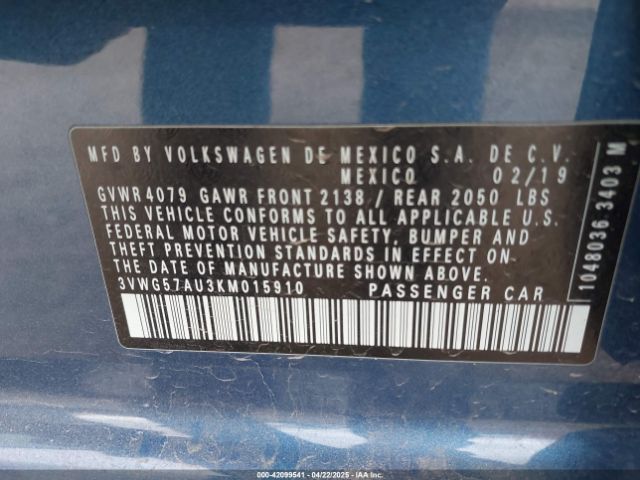 MFD BY VOLKSWAGEN DE MEXICO S.A. DE C.V.
MEXICO 02/19
GVWR 4079 GAWR FRONT 2138 / REAR 2050 LBS
THIS VEHICLE CONFORMS TO ALL APPLICABLE U.S.
FEDERAL MOTOR VEHICLE SAFETY, BUMPER AND
THEFT PREVENTION STANDARDS IN EFFECT ON
THE DATE OF MANUFACTURE SHOWN ABOVE.
3VWG57AU3KM015910 PASSENGER CAR
1048036 3403 M
000-42099541 - 04/22/2025 - IAA Inc.